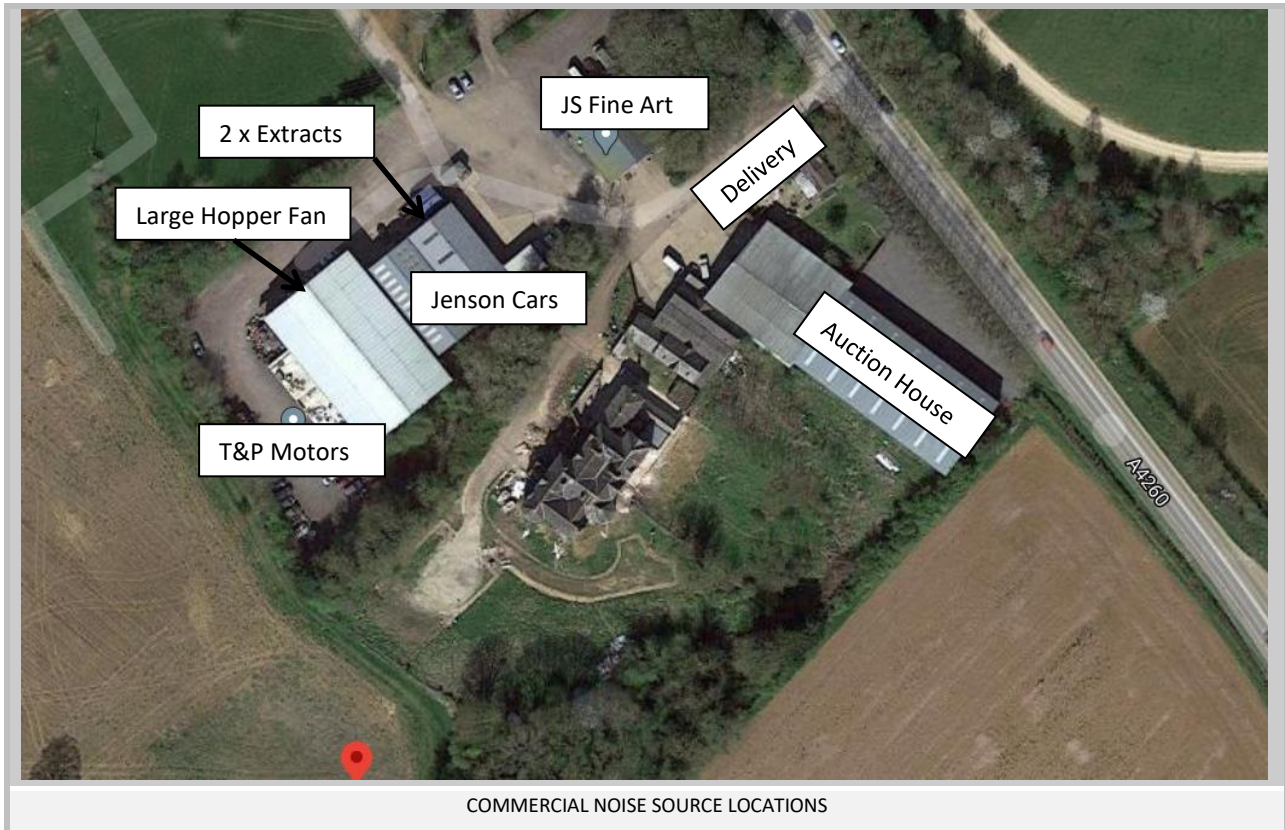 JS Fine Art
2 x Extracts
Delivery
Large Hopper Fan
Jenson Cars
Auction House
T&P Motors
A4260
COMMERCIAL NOISE SOURCE LOCATIONS